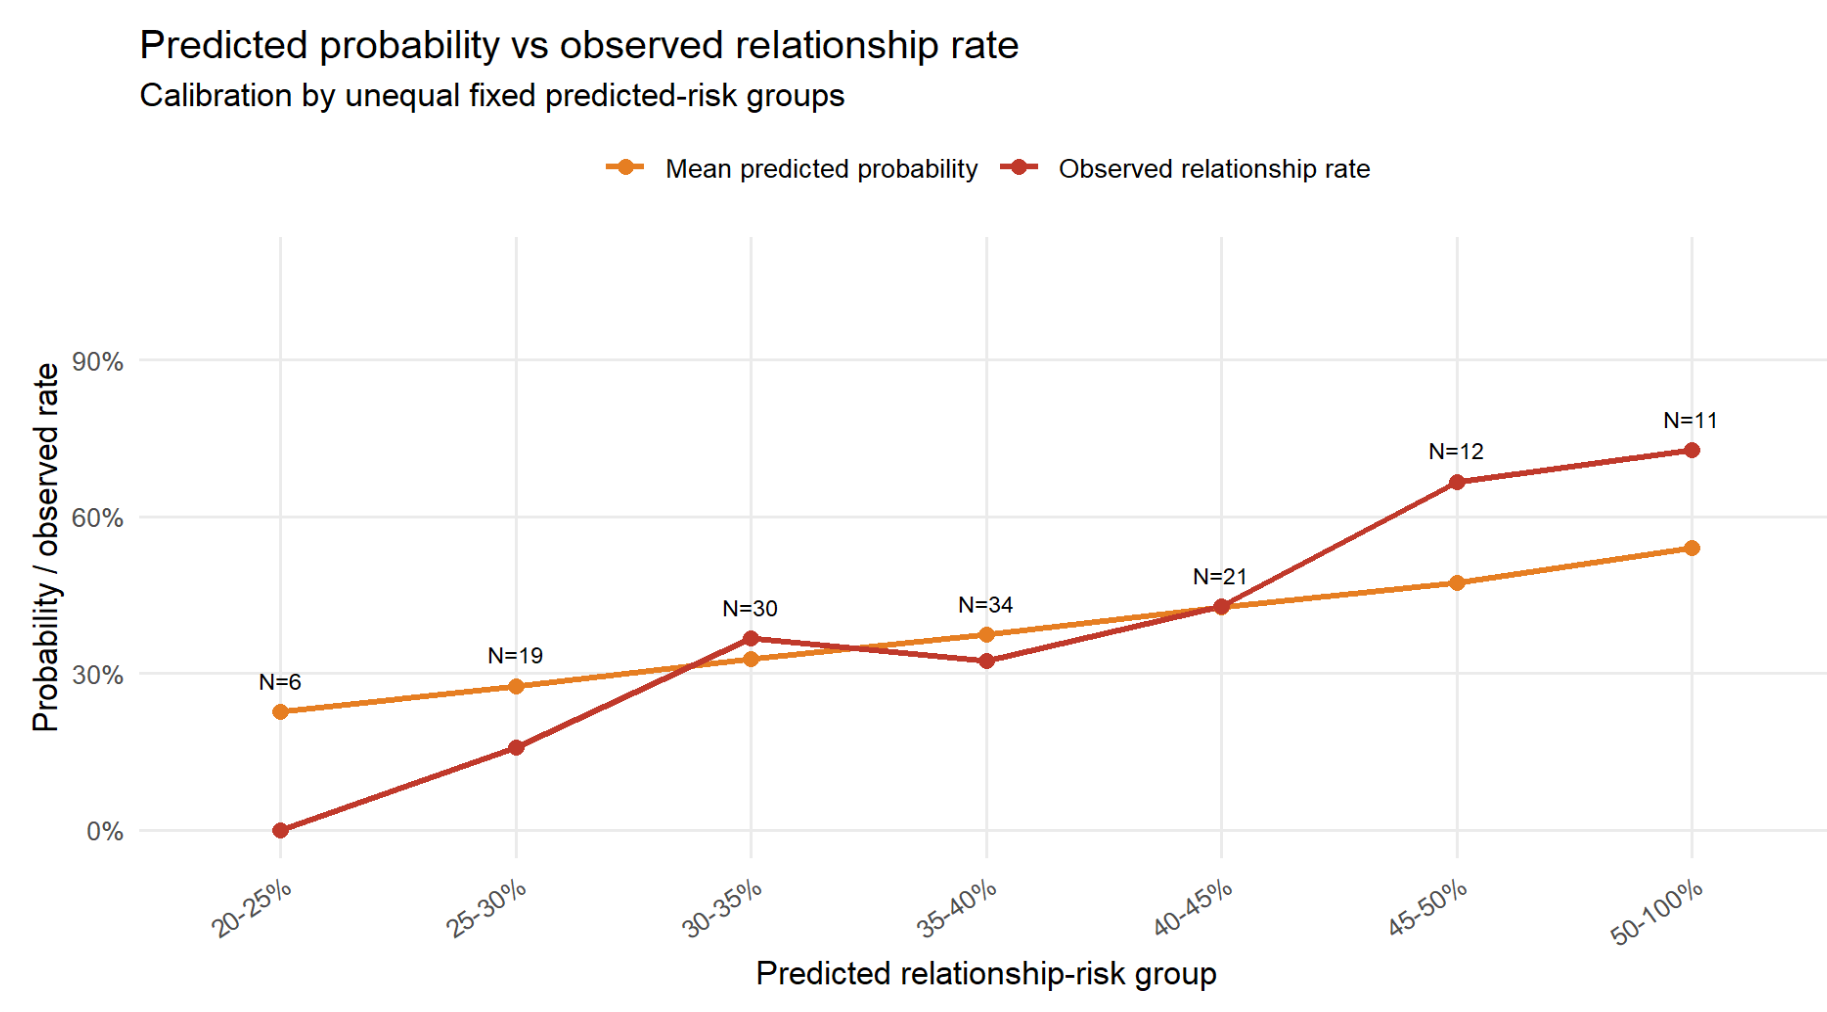 Predicted probability vs observed relationship rate
Calibration by unequal fixed predicted-risk groups
Mean predicted probability
Observed relationship rate
Probability / observed rate
90%
60%
30%
0%
N=6
N=19
N=30
N=34
N=21
N=12
N=11
20-25%
25-30%
30-35%
35-40%
40-45%
45-50%
50-100%
Predicted relationship-risk group